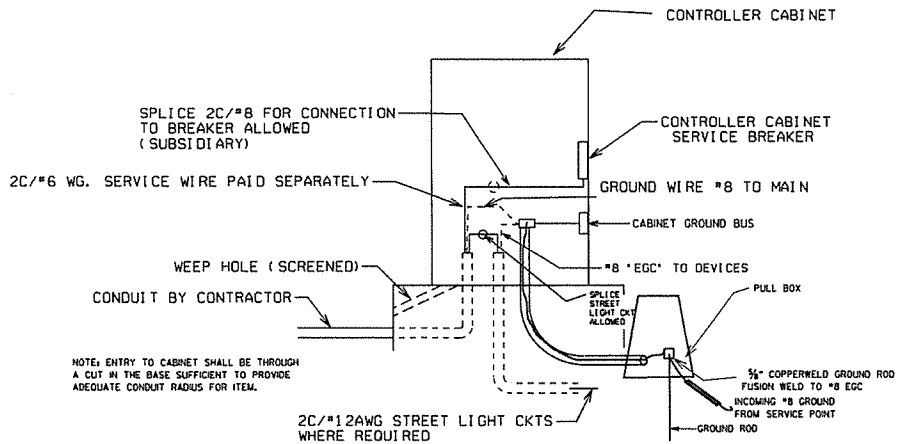 CONTROLLER CABINET
SPLICE 2C/#8 FOR CONNECTION
TO BREAKER ALLOWED
(SUBSIDIARY)
CONTROLLER CABINET
SERVICE BREAKER
2C/#6 WG. SERVICE WIRE PAID SEPARATELY
GROUND WIRE #8 TO MAIN
CABINET GROUND BUS
WEEP HOLE (SCREENED)
#8 "EGC" TO DEVICES
CONDUIT BY CONTRACTOR
SPLICE
STREET
LIGHT CKT
ALLOWED
PULL BOX
NOTE: ENTRY TO CABINET SHALL BE THROUGH
A CUT IN THE BASE SUFFICIENT TO PROVIDE
ADEQUATE CONDUIT RADIUS FOR ITEM.
5/8" COPPERWELD GROUND ROD
FUSION WELD TO #8 EGC
INCOMING #8 GROUND
FROM SERVICE POINT
GROUND ROD
2C/#12AWG STREET LIGHT CKTS
WHERE REQUIRED